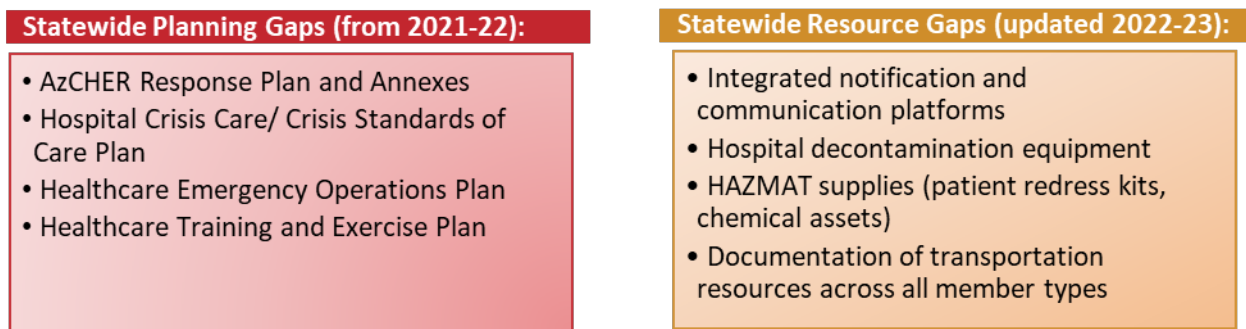 Statewide Planning Gaps (from 2021-22):
• AzCHER Response Plan and Annexes
• Hospital Crisis Care/ Crisis Standards of
Care Plan
• Healthcare Emergency Operations Plan
• Healthcare Training and Exercise Plan
Statewide Resource Gaps (updated 2022-23):
• Integrated notification and
communication platforms
• Hospital decontamination equipment
• HAZMAT supplies (patient redress kits,
chemical assets)
• Documentation of transportation
resources across all member types